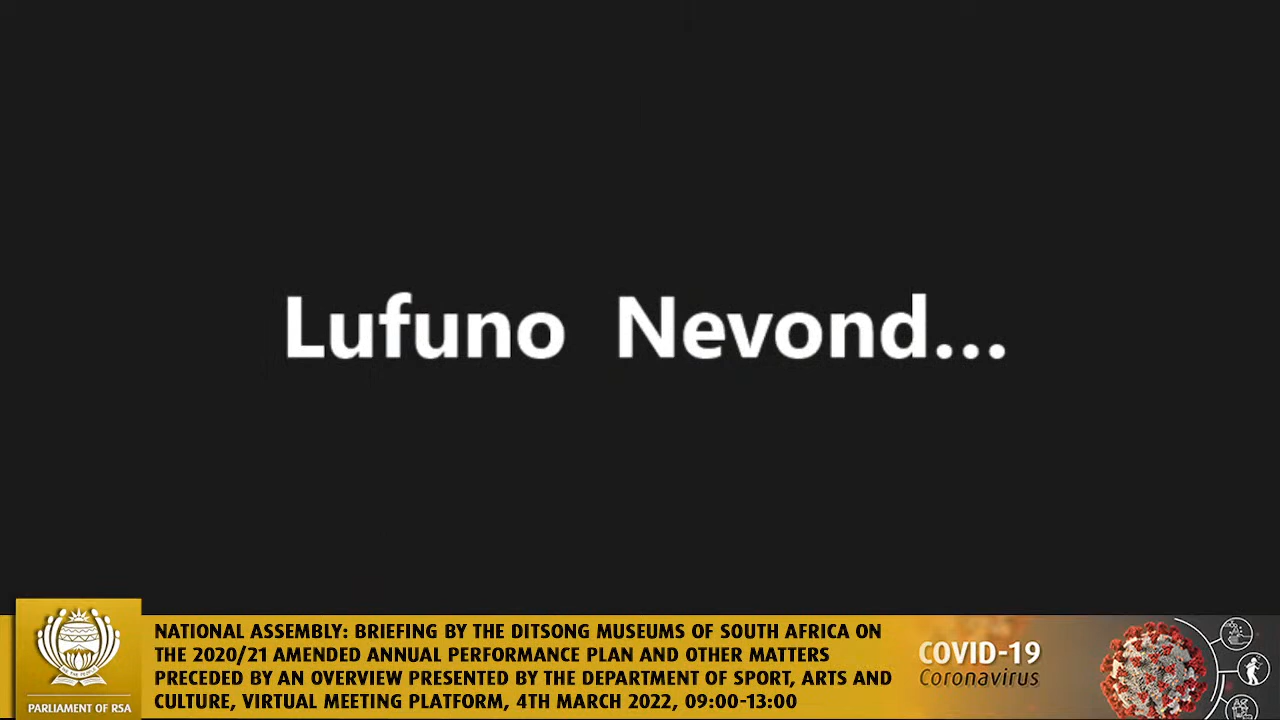 Lufuno Nevond...
NATIONAL ASSEMBLY: BRIEFING BY THE DITSONG MUSEUMS OF SOUTH AFRICA ON
THE 2020/21 AMENDED ANNUAL PERFORMANCE PLAN AND OTHER MATTERS
PRECEDED BY AN OVERVIEW PRESENTED BY THE DEPARTMENT OF SPORT, ARTS AND
CULTURE, VIRTUAL MEETING PLATFORM, 4TH MARCH 2022, 09:00-13:00
PARLIAMENT OF RSA
COVID-19
Coronavirus